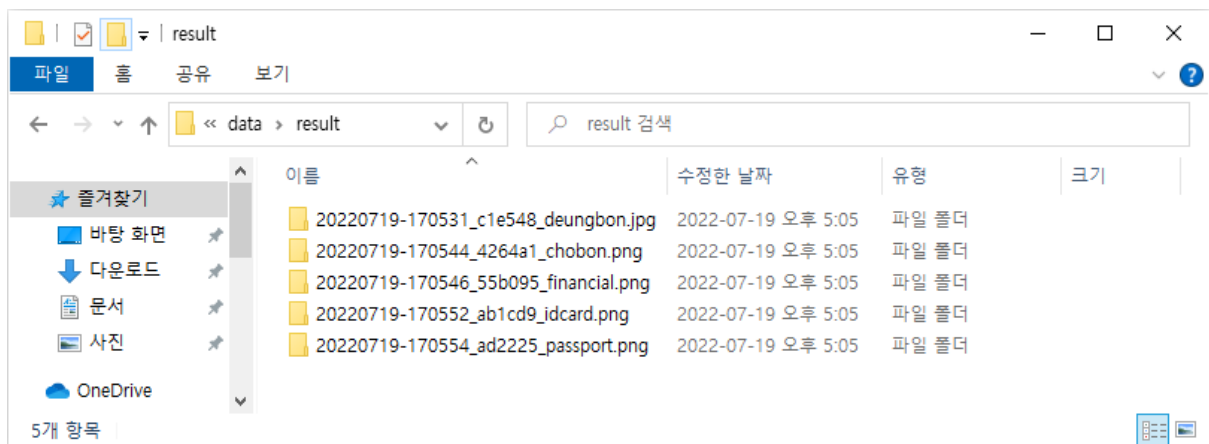 result
파일 홈 공유 보기
« data > result result 검색
이름 수정한 날짜 유형 크기
즐겨찾기
20220719-170531_c1e548_deungbon.jpg 2022-07-19 오후 5:05 파일 폴더
바탕 화면
20220719-170544_4264a1_chobon.png 2022-07-19 오후 5:05 파일 폴더
다운로드
20220719-170546_55b095_financial.png 2022-07-19 오후 5:05 파일 폴더
문서
20220719-170552_ab1cd9_idcard.png 2022-07-19 오후 5:05 파일 폴더
사진
20220719-170554_ad2225_passport.png 2022-07-19 오후 5:05 파일 폴더
OneDrive
5개 항목